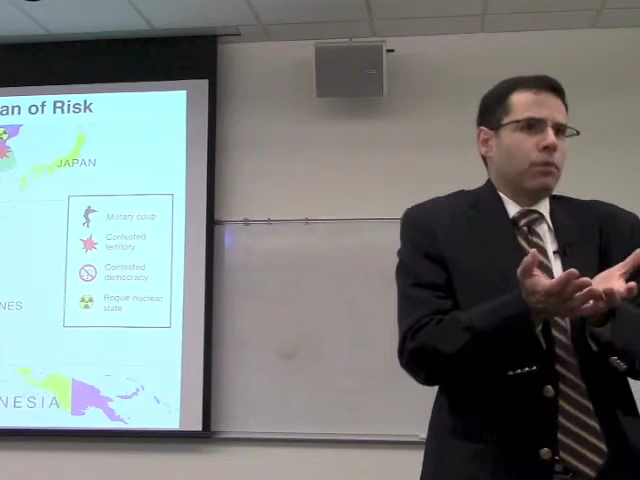 an of Risk
JAPAN
Military coup
Contested
territory
Contested
democracy
Rogue nuclear
state
NES
NESIA